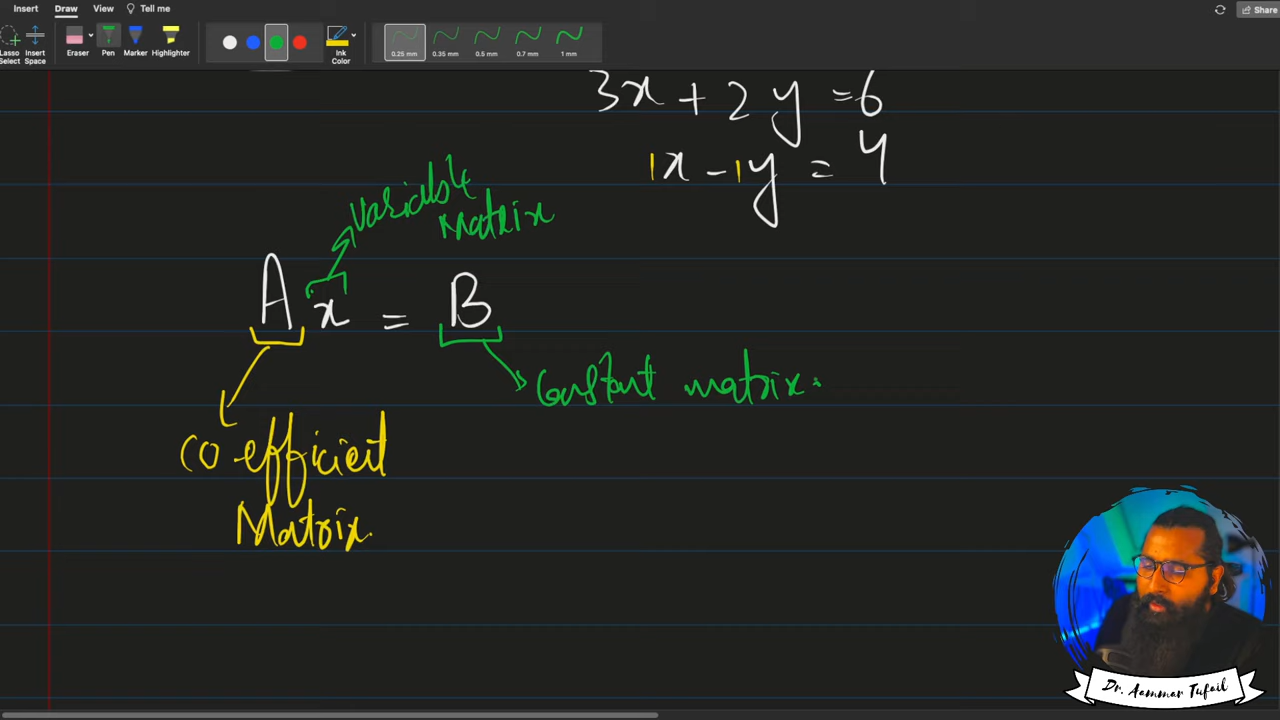 Insert Draw View Tell me
Share
Lasso Select
Insert Space
Eraser
Pen
Marker
Highlighter
Ink Color
0.25 mm
0.35 mm
0.5 mm
0.7 mm
1 mm
3x + 2y = 6
1x - 1y = 4
Variable
Matrix
A x = B
Constant matrix
Co efficient
Matrix.
Dr. Aammar Tufail